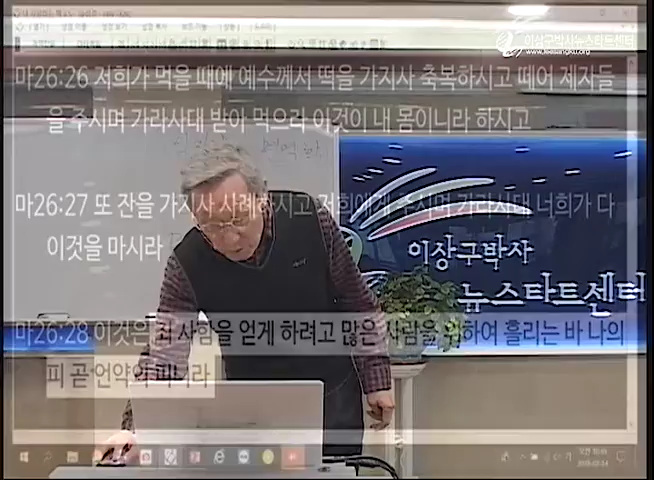 이상구박사뉴스타트센터
마26:26 저희가 먹을 때에 예수께서 떡을 가지사 축복하시고 떼어 제자들
을 주시며 가라사대 받아 먹으라 이것이 내 몸이니라 하시고
마26:27 또 잔을 가지사 사례하시고 저희에게 주시며 가라사대 너희가 다
이것을 마시라
마26:28 이것은 죄 사함을 얻게 하려고 많은 사람을 위하여 흘리는 바 나의
피 곧 언약의 피니라
이상구박사
뉴스타트센터